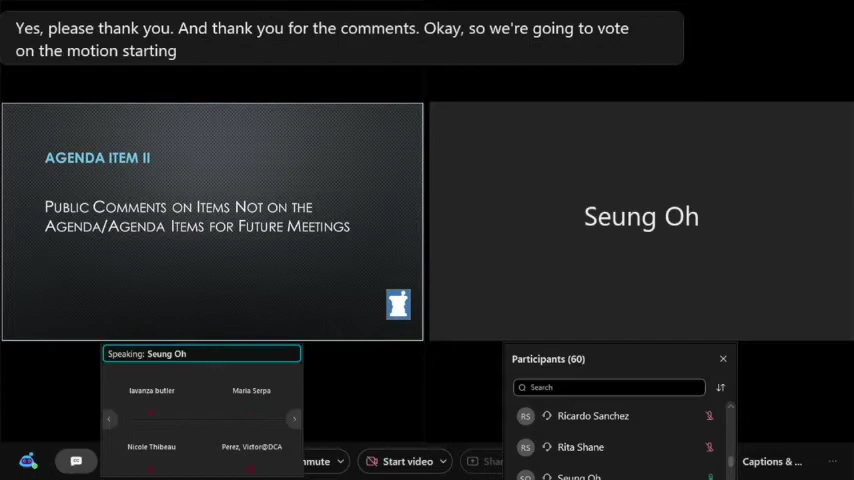 Yes, please thank you. And thank you for the comments. Okay, so we're going to vote
on the motion starting
AGENDA ITEM II
PUBLIC COMMENTS ON ITEMS NOT ON THE
AGENDA/AGENDA ITEMS FOR FUTURE MEETINGS
Seung Oh
Speaking: Seung Oh
lavanza butler
Maria Serpa
Nicole Thibeau
Perez, Victor@DCA
Participants (60)
Search
RS
Ricardo Sanchez
RS
Rita Shane
SO
Seung Oh
Start video
Captions & ...